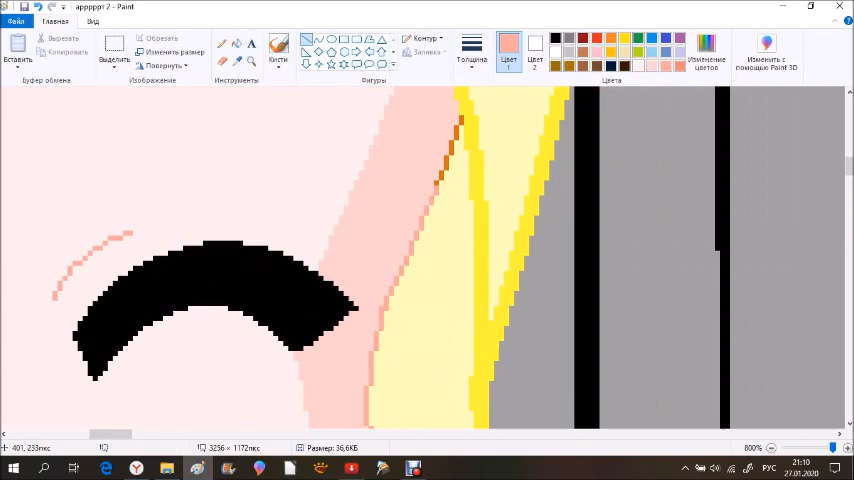 арррррт 2 - Paint
Файл
Главная
Вид
Вставить
Вырезать
Копировать
Буфер обмена
Выделить
Обрезать
Изменить размер
Повернуть
Изображение
Инструменты
Кисти
Фигуры
Контур
Заливка
Толщина
Цвет 1
Цвет 2
Цвета
Изменение цветов
Изменить с помощью Paint 3D
401, 233пкс
3256 × 1172пкс
Размер: 36,6КБ
800%
РУС
21:10
27.01.2020